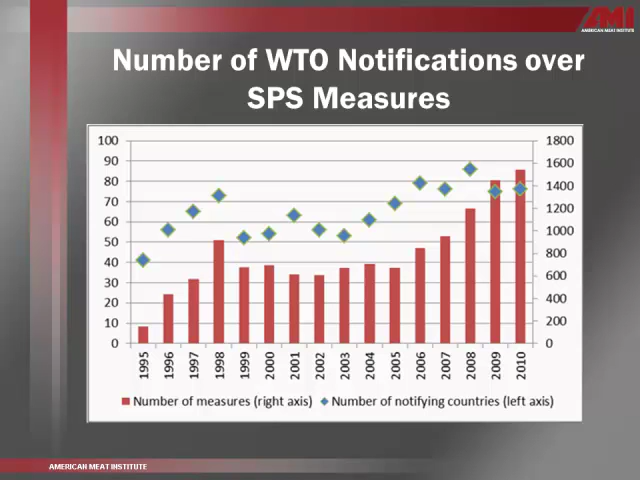 AMI
AMERICAN MEAT INSTITUTE
Number of WTO Notifications over
SPS Measures
100 1800
90 1600
80 1400
70 1200
60 1000
50 800
40 600
30 400
20 200
10 0
0
1995 1996 1997 1998 1999 2000 2001 2002 2003 2004 2005 2006 2007 2008 2009 2010
Number of measures (right axis) Number of notifying countries (left axis)
AMERICAN MEAT INSTITUTE